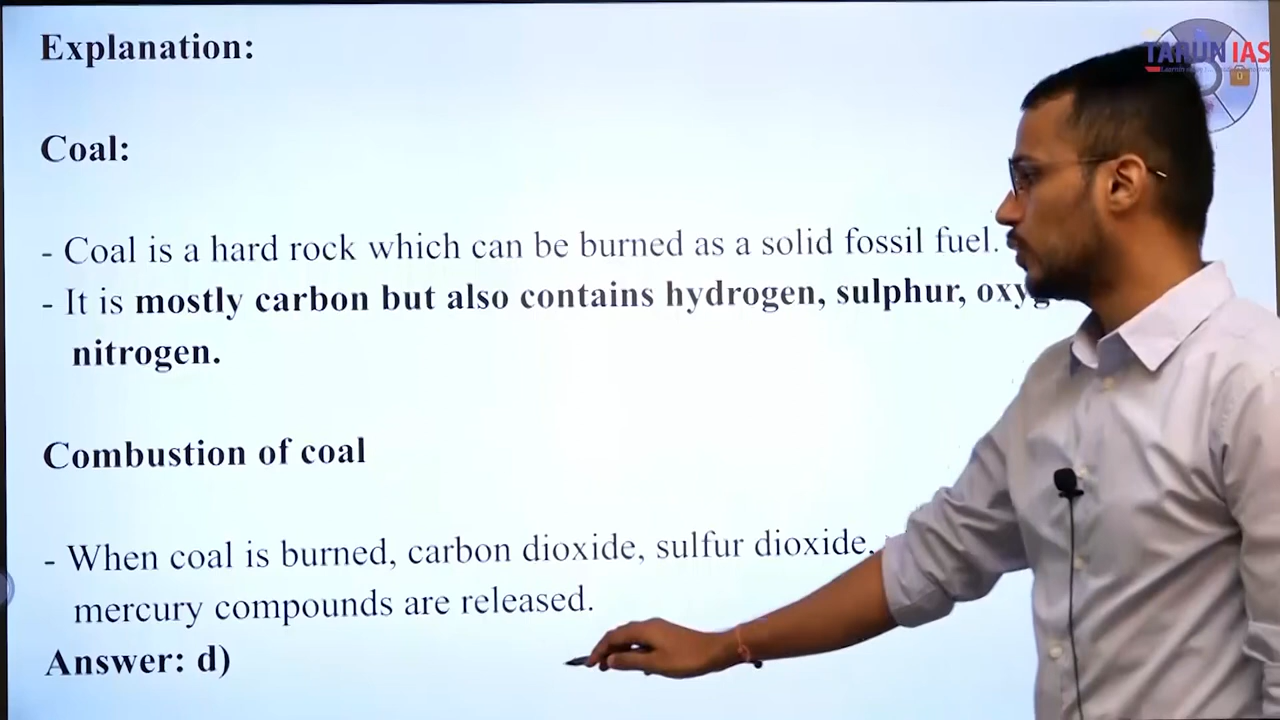 Explanation:
TARUN IAS
Coal:
- Coal is a hard rock which can be burned as a solid fossil fuel.
- It is mostly carbon but also contains hydrogen, sulphur,
nitrogen.
Combustion of coal
- When coal is burned, carbon dioxide, sulfur dioxide,
mercury compounds are released.
Answer: d)